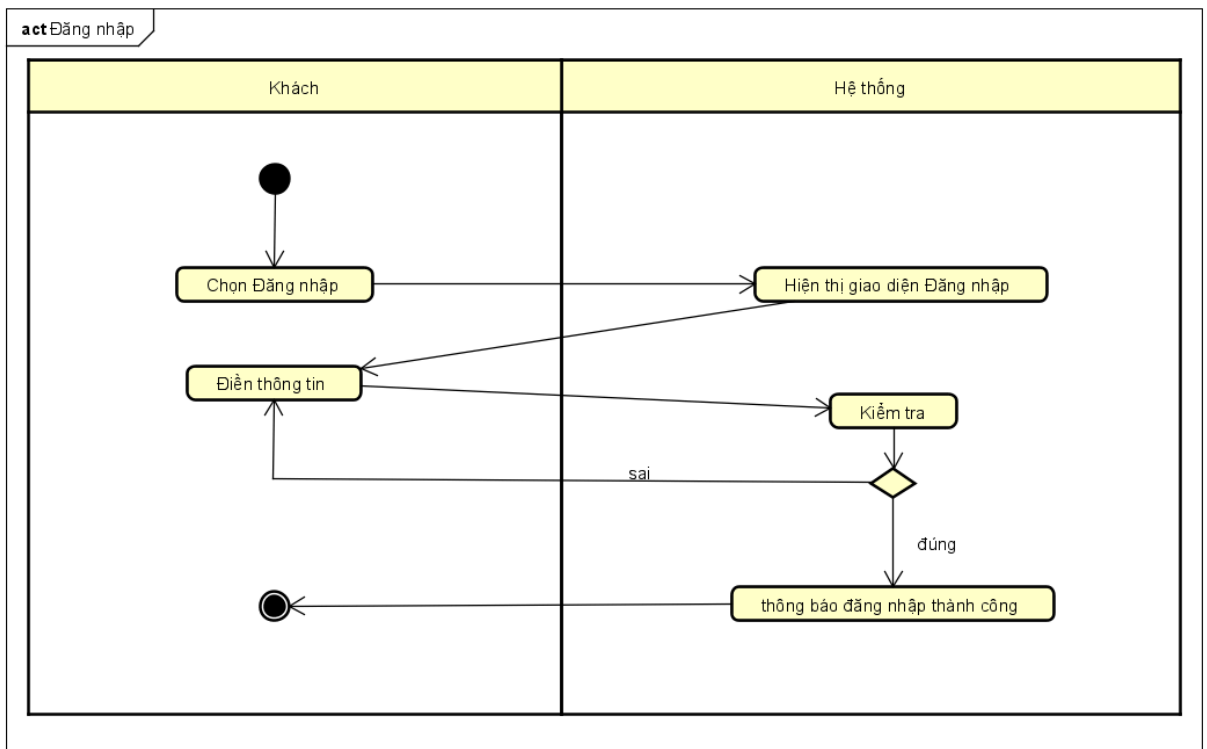 act Đăng nhập
Khách
Hệ thống
Chọn Đăng nhập
Hiện thị giao diện Đăng nhập
Điền thông tin
Kiểm tra
sai
đúng
thông báo đăng nhập thành công